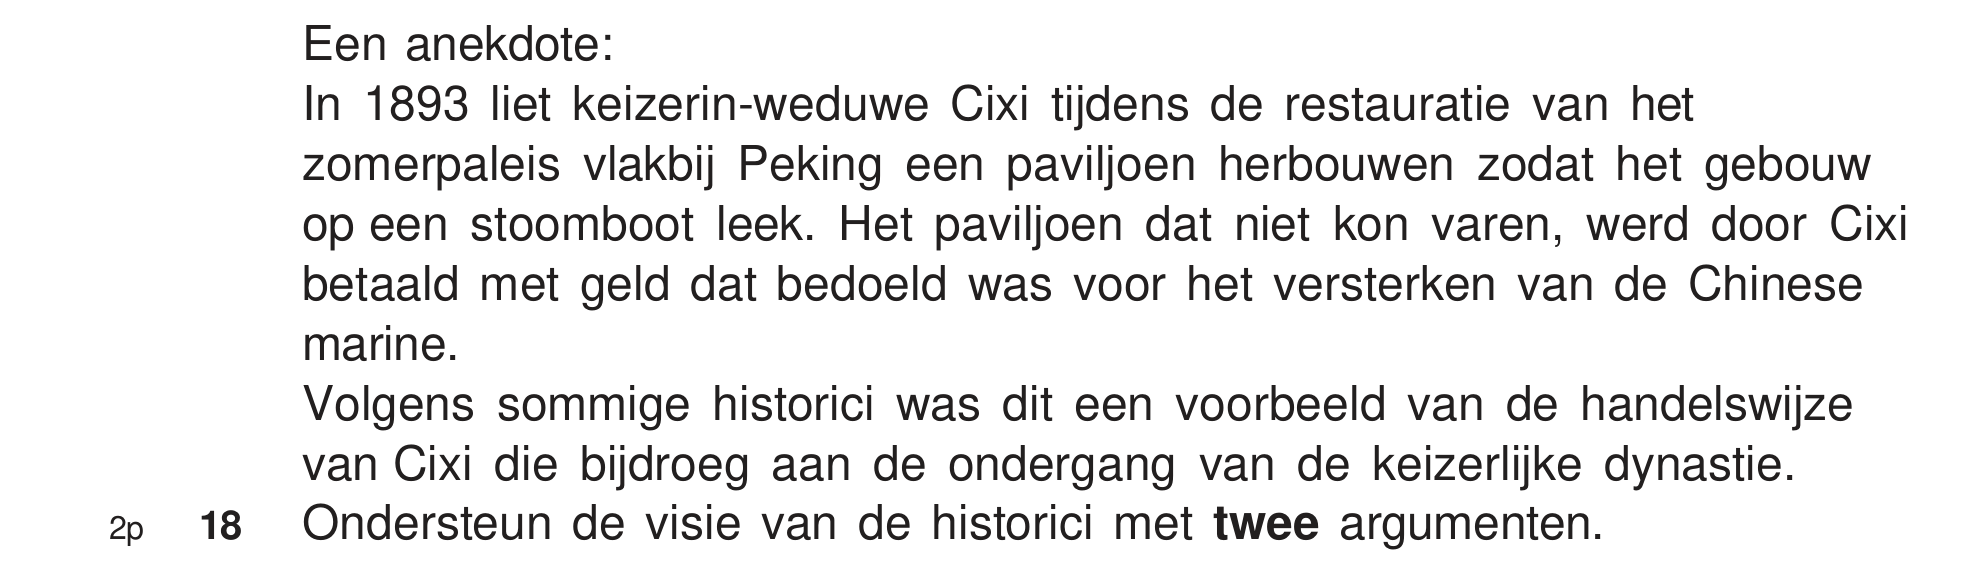 Een anekdote:
In 1893 liet keizerin-weduwe Cixi tijdens de restauratie van het
zomerpaleis vlakbij Peking een paviljoen herbouwen zodat het gebouw
op een stoomboot leek. Het paviljoen dat niet kon varen, werd door Cixi
betaald met geld dat bedoeld was voor het versterken van de Chinese
marine.
Volgens sommige historici was dit een voorbeeld van de handelswijze
van Cixi die bijdroeg aan de ondergang van de keizerlijke dynastie.
2p 18 Ondersteun de visie van de historici met twee argumenten.